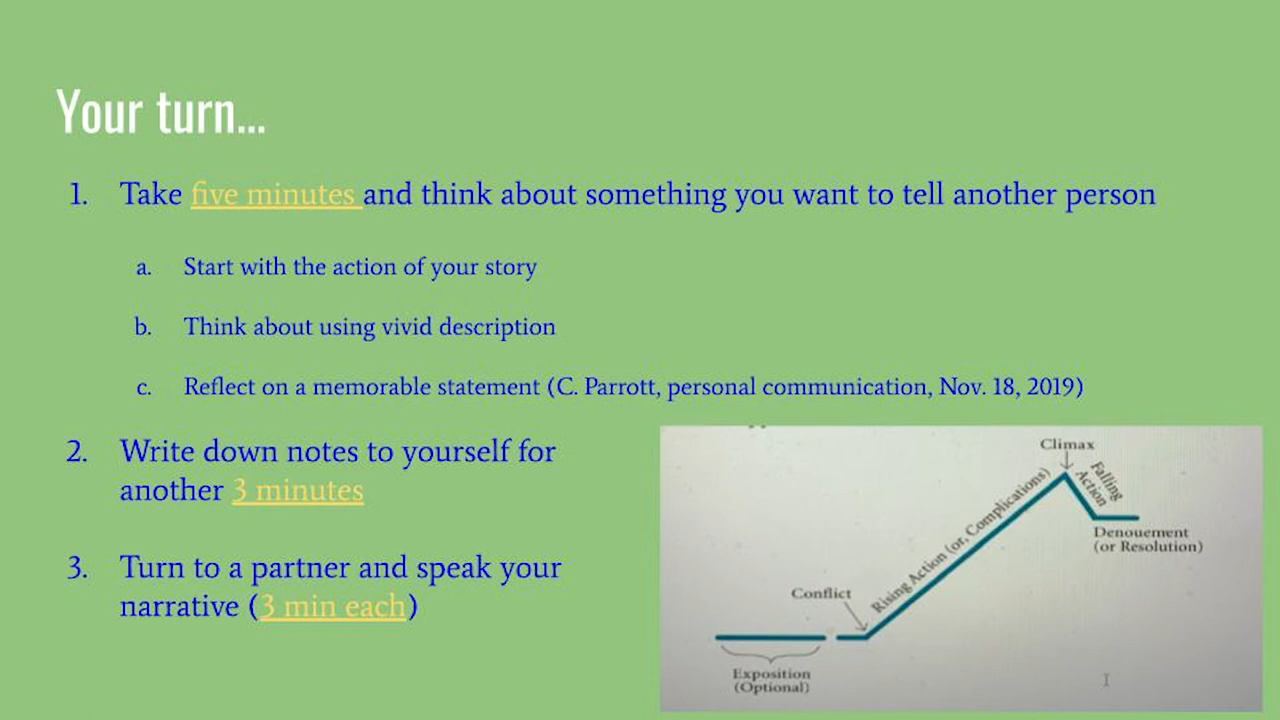 Your turn...
1. Take five minutes and think about something you want to tell another person
a. Start with the action of your story
b. Think about using vivid description
c. Reflect on a memorable statement (C. Parrott, personal communication, Nov. 18, 2019)
2. Write down notes to yourself for
another 3 minutes
3. Turn to a partner and speak your
narrative (3 min each)
Climax
Falling
Action
Rising Action (or, Complications)
Denouement
(or Resolution)
Conflict
Exposition
(Optional)